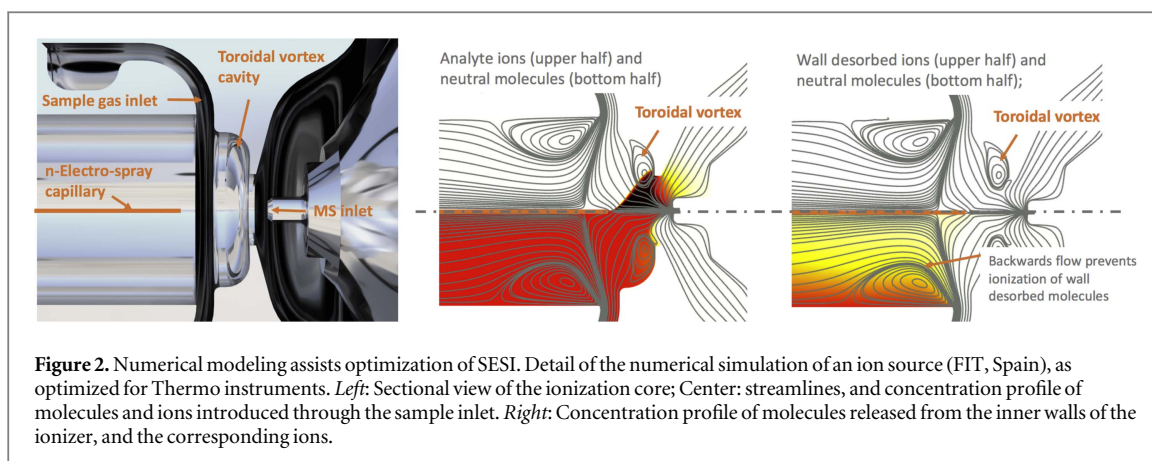 Toroidal vortex
cavity
Sample gas inlet
n-Electro-spray
capillary
MS inlet
Analyte ions (upper half) and
neutral molecules (bottom half)
Toroidal vortex
Wall desorbed ions (upper half) and
neutral molecules (bottom half);
Toroidal vortex
Backwards flow prevents
ionization of wall
desorbed molecules
Figure 2. Numerical modeling assists optimization of SESI. Detail of the numerical simulation of an ion source (FIT, Spain), as
optimized for Thermo instruments. Left: Sectional view of the ionization core; Center: streamlines, and concentration profile of
molecules and ions introduced through the sample inlet. Right: Concentration profile of molecules released from the inner walls of the
ionizer, and the corresponding ions.